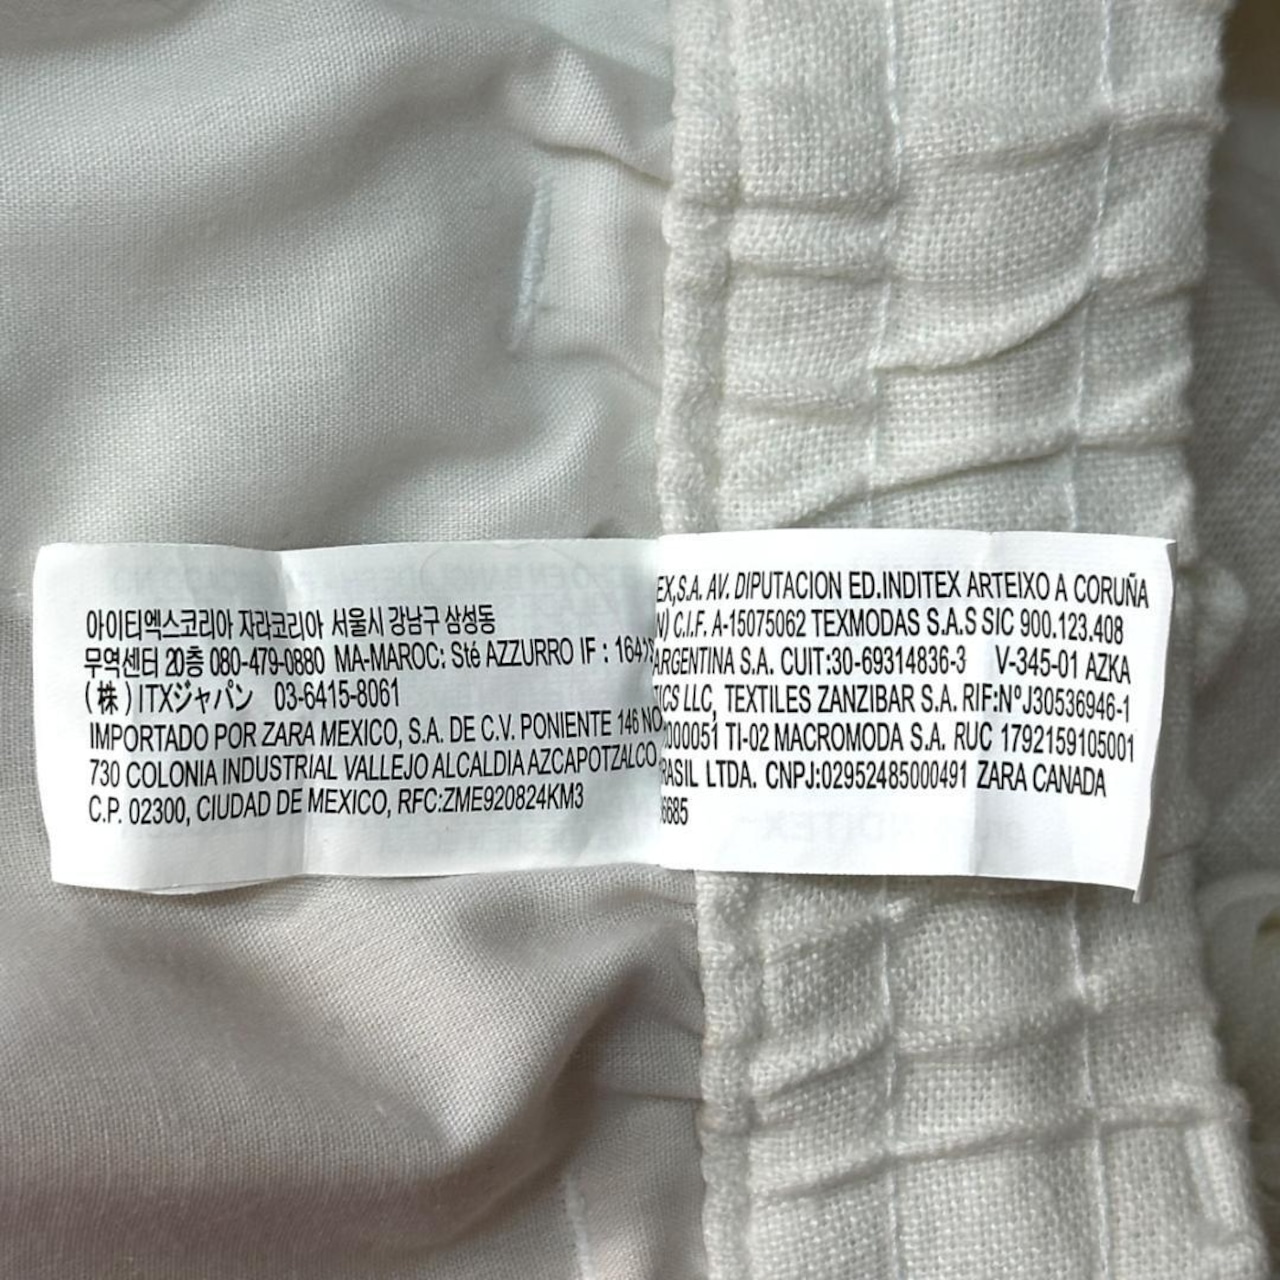 아이티엑스코리아 자라코리아 서울시 강남구 삼성동
무역센터 20층 080-479-0880 MA-MAROC: Sté AZZURRO IF : 164
(株) ITXジャパン 03-6415-8061
IMPORTADO POR ZARA MEXICO, S.A. DE C.V. PONIENTE 146 NO
730 COLONIA INDUSTRIAL VALLEJO ALCALDIA AZCAPOTZALCO
C.P. 02300, CIUDAD DE MEXICO, RFC:ZME920824KM3
EX,S.A. AV. DIPUTACION ED.INDITEX ARTEIXO A CORUÑA
N) C.I.F. A-15075062 TEXMODAS S.A.S SIC 900.123.408
ARGENTINA S.A. CUIT:30-69314836-3 V-345-01 AZKA
TICS LLC, TEXTILES ZANZIBAR S.A. RIF:NºJ30536946-1
000051 TI-02 MACROMODA S.A. RUC 1792159105001
RASIL LTDA. CNPJ:02952485000491 ZARA CANADA
6685